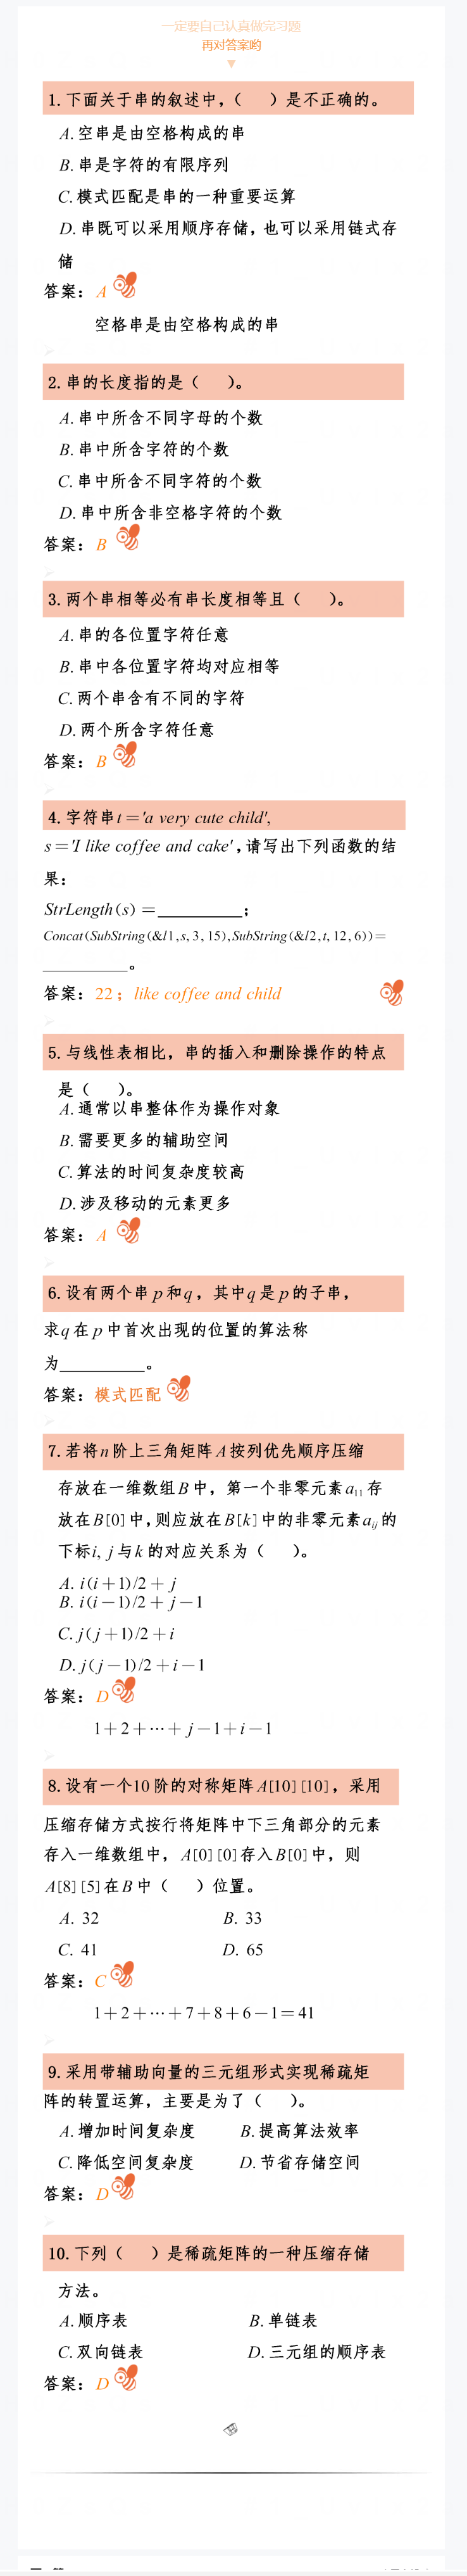 一定要自己认真做完习题
再对答案哟
1. 下面关于串的叙述中，（　　）是不正确的。
A. 空串是由空格构成的串
B. 串是字符的有限序列
C. 模式匹配是串的一种重要运算
D. 串既可以采用顺序存储，也可以采用链式存
储
答案：A
空格串是由空格构成的串
2. 串的长度指的是（　　）。
A. 串中所含不同字母的个数
B. 串中所含字符的个数
C. 串中所含不同字符的个数
D. 串中所含非空格字符的个数
答案：B
3. 两个串相等必有串长度相等且（　　）。
A. 串的各位置字符任意
B. 串中各位置字符均对应相等
C. 两个串含有不同的字符
D. 两个所含字符任意
答案：B
4. 字符串t='a very cute child',
s='I like coffee and cake'，请写出下列函数的结
果：
StrLength(s) =__________；
Concat(SubString(&l1,s,3,15),SubString(&l2,t,12,6))=
__________。
答案：22；like coffee and child
5. 与线性表相比，串的插入和删除操作的特点
是（　　）。
A. 通常以串整体作为操作对象
B. 需要更多的辅助空间
C. 算法的时间复杂度较高
D. 涉及移动的元素更多
答案：A
6. 设有两个串p和q，其中q是p的子串，
求q在p中首次出现的位置的算法称
为__________。
答案：模式匹配
7. 若将n阶上三角矩阵A按列优先顺序压缩
存放在一维数组B中，第一个非零元素a₁₁存
放在B[0]中，则应放在B[k]中的非零元素aᵢⱼ的
下标i, j与k的对应关系为（　　）。
A. i(i+1)/2+j
B. i(i−1)/2+j−1
C. j(j+1)/2+i
D. j(j−1)/2+i−1
答案：D
1+2+⋯+j−1+i−1
8. 设有一个10阶的对称矩阵A[10][10]，采用
压缩存储方式按行将矩阵中下三角部分的元素
存入一维数组中，A[0][0]存入B[0]中，则
A[8][5]在B中（　　）位置。
A. 32　　B. 33
C. 41　　D. 65
答案：C
1+2+⋯+7+8+6−1=41
9. 采用带辅助向量的三元组形式实现稀疏矩
阵的转置运算，主要是为了（　　）。
A. 增加时间复杂度　　B. 提高算法效率
C. 降低空间复杂度　　D. 节省存储空间
答案：D
10. 下列（　　）是稀疏矩阵的一种压缩存储
方法。
A. 顺序表　　B. 单链表
C. 双向链表　　D. 三元组的顺序表
答案：D